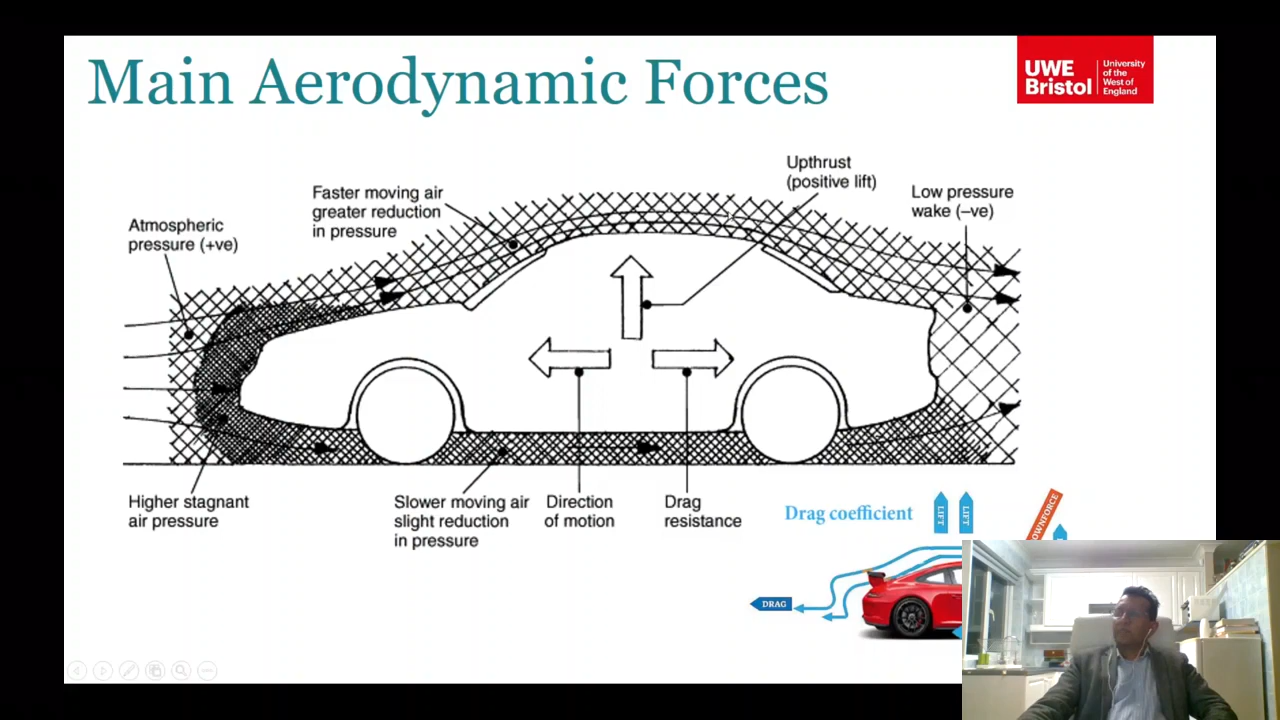 Main Aerodynamic Forces
UWE
Bristol
University
of the
West of
England
Upthrust
(positive lift)
Faster moving air
greater reduction
in pressure
Low pressure
wake (–ve)
Atmospheric
pressure (+ve)
Higher stagnant
air pressure
Slower moving air
slight reduction
in pressure
Direction
of motion
Drag
resistance
Drag coefficient
LIFT
LIFT
OWNFORCE
DRAG